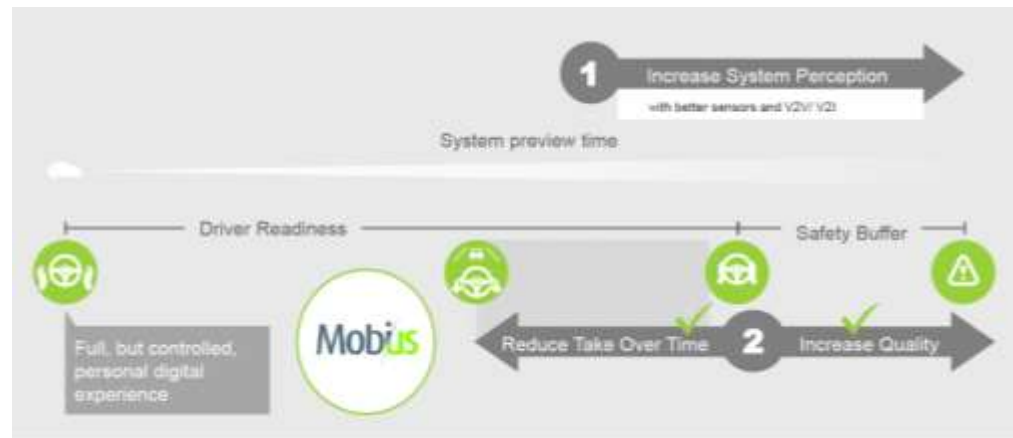 1
Increase System Perception
with better sensors and V2V/ V2I
System preview time
Driver Readiness
Safety Buffer
Full, but controlled,
personal digital
experience
Mobius
Reduce Take Over Time
2
Increase Quality